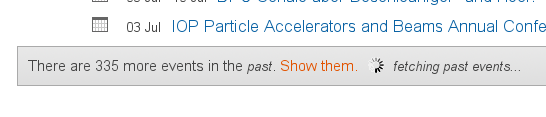 03 Jul IOP Particle Accelerators and Beams Annual Confe
There are 335 more events in the past. Show them. fetching past events...